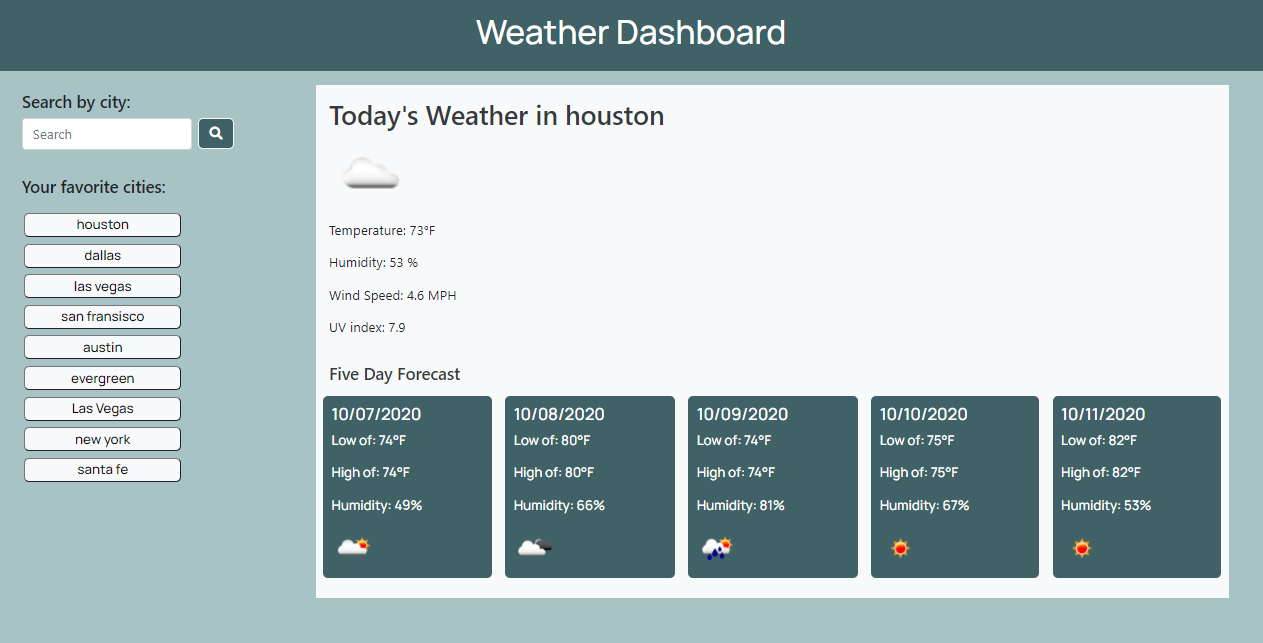 Weather Dashboard
Search by city:
Search
Your favorite cities:
houston
dallas
las vegas
san fransisco
austin
evergreen
Las Vegas
new york
santa fe
Today's Weather in houston
Temperature: 73°F
Humidity: 53 %
Wind Speed: 4.6 MPH
UV index: 7.9
Five Day Forecast
10/07/2020
Low of: 74°F
High of: 74°F
Humidity: 49%
10/08/2020
Low of: 80°F
High of: 80°F
Humidity: 66%
10/09/2020
Low of: 74°F
High of: 74°F
Humidity: 81%
10/10/2020
Low of: 75°F
High of: 75°F
Humidity: 67%
10/11/2020
Low of: 82°F
High of: 82°F
Humidity: 53%